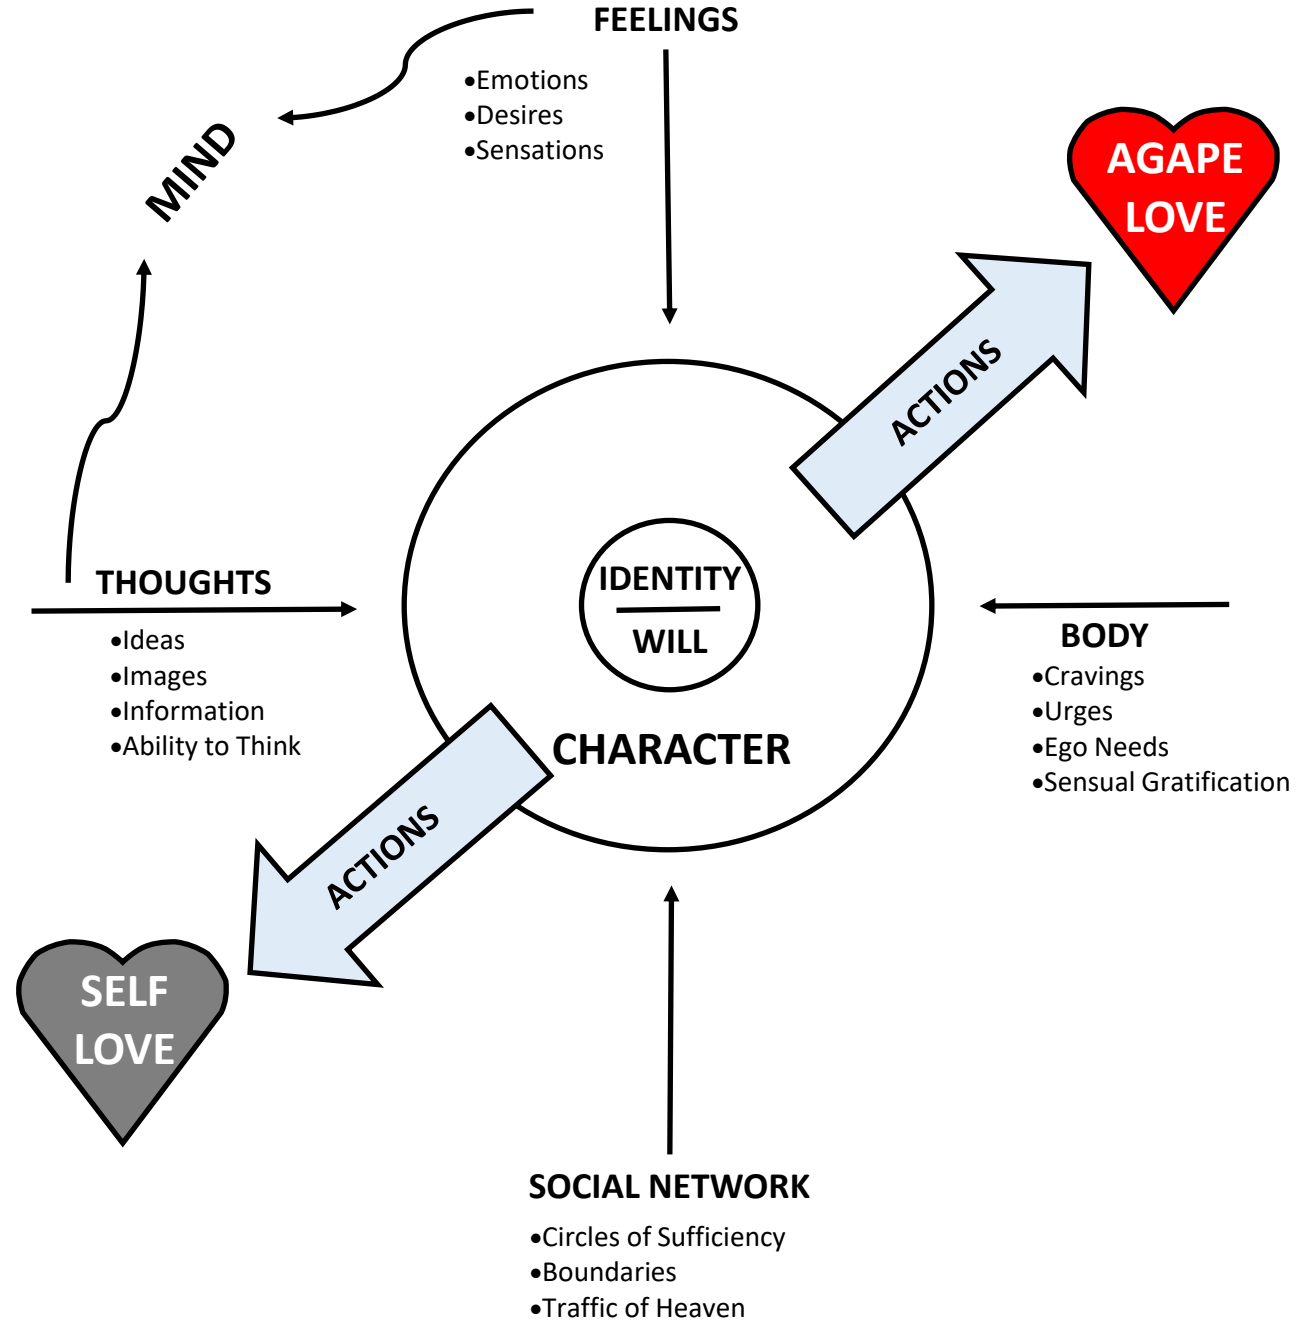 FEELINGS
•Emotions
•Desires
•Sensations
MIND
AGAPE
LOVE
ACTIONS
THOUGHTS
•Ideas
•Images
•Information
•Ability to Think
IDENTITY
WILL
CHARACTER
BODY
•Cravings
•Urges
•Ego Needs
•Sensual Gratification
ACTIONS
SELF
LOVE
SOCIAL NETWORK
•Circles of Sufficiency
•Boundaries
•Traffic of Heaven